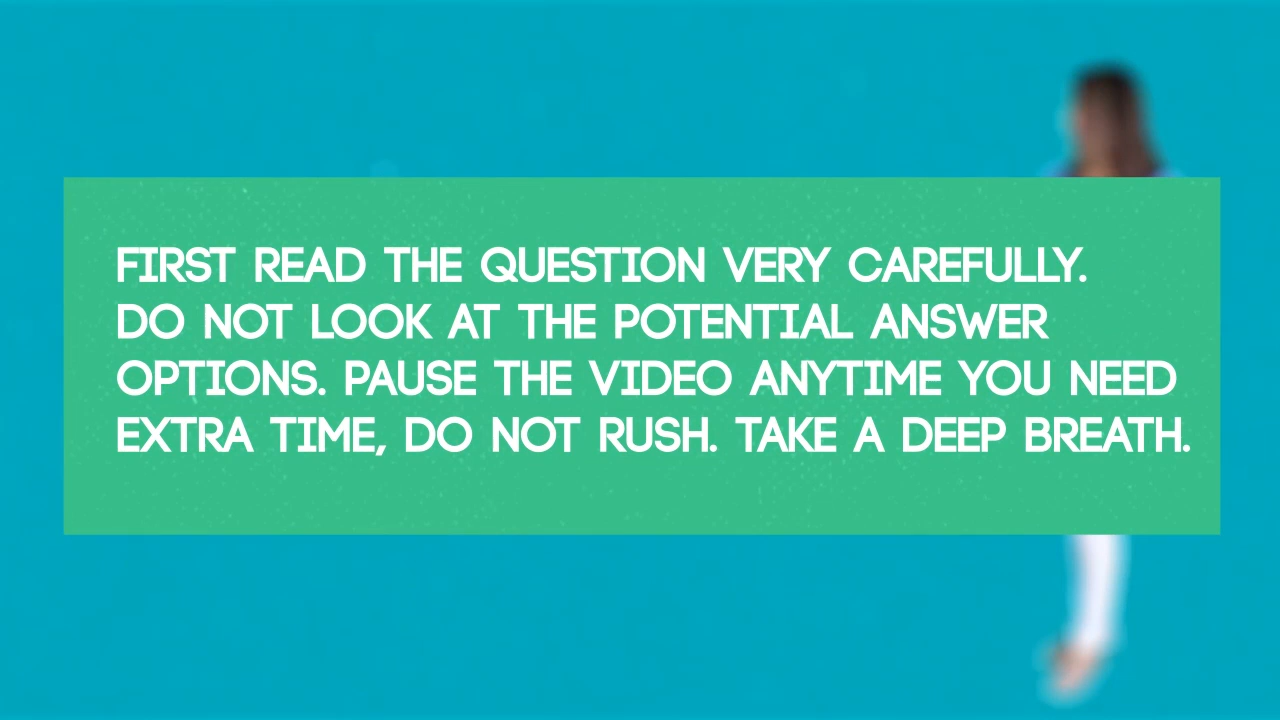 FIRST READ THE QUESTION VERY CAREFULLY.
DO NOT LOOK AT THE POTENTIAL ANSWER
OPTIONS. PAUSE THE VIDEO ANYTIME YOU NEED
EXTRA TIME, DO NOT RUSH. TAKE A DEEP BREATH.